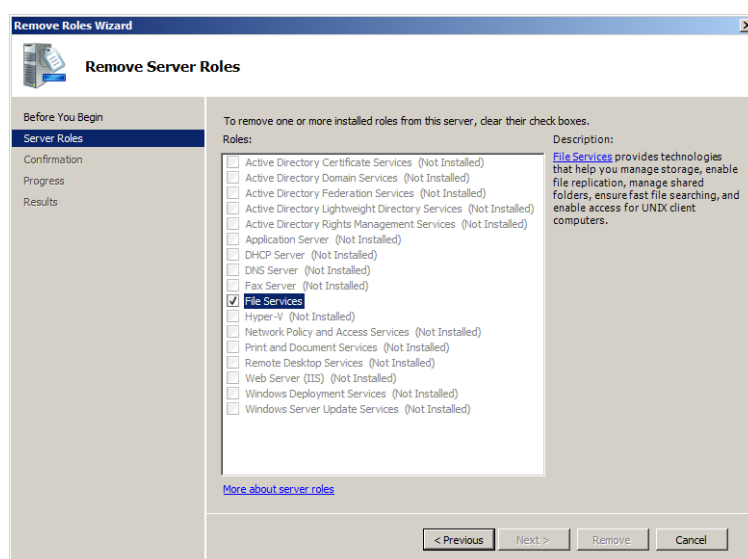 Remove Roles Wizard
Remove Server Roles
Before You Begin
Server Roles
Confirmation
Progress
Results
To remove one or more installed roles from this server, clear their check boxes.
Roles:
Active Directory Certificate Services (Not Installed)
Active Directory Domain Services (Not Installed)
Active Directory Federation Services (Not Installed)
Active Directory Lightweight Directory Services (Not Installed)
Active Directory Rights Management Services (Not Installed)
Application Server (Not Installed)
DHCP Server (Not Installed)
DNS Server (Not Installed)
Fax Server (Not Installed)
File Services
Hyper-V (Not Installed)
Network Policy and Access Services (Not Installed)
Print and Document Services (Not Installed)
Remote Desktop Services (Not Installed)
Web Server (IIS) (Not Installed)
Windows Deployment Services (Not Installed)
Windows Server Update Services (Not Installed)
More about server roles
Description:
File Services provides technologies
that help you manage storage, enable
file replication, manage shared
folders, ensure fast file searching, and
enable access for UNIX client
computers.
< Previous
Next >
Remove
Cancel